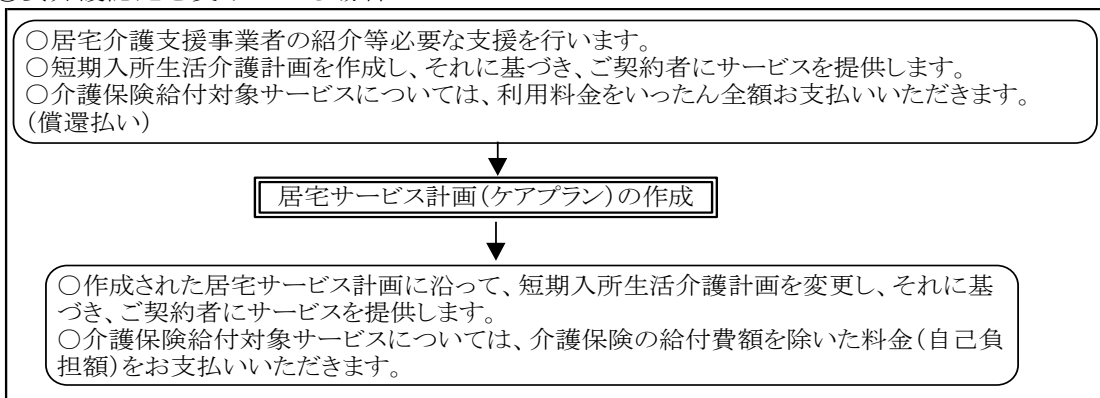 〇居宅介護支援事業者の紹介等必要な支援を行います。
〇短期入所生活介護計画を作成し、それに基づき、ご契約者にサービスを提供します。
〇介護保険給付対象サービスについては、利用料金をいったん全額お支払いいただきます。
(償還払い)
居宅サービス計画(ケアプラン)の作成
〇作成された居宅サービス計画に沿って、短期入所生活介護計画を変更し、それに基
づき、ご契約者にサービスを提供します。
〇介護保険給付対象サービスについては、介護保険の給付費額を除いた料金(自己負
担額)をお支払いいただきます。